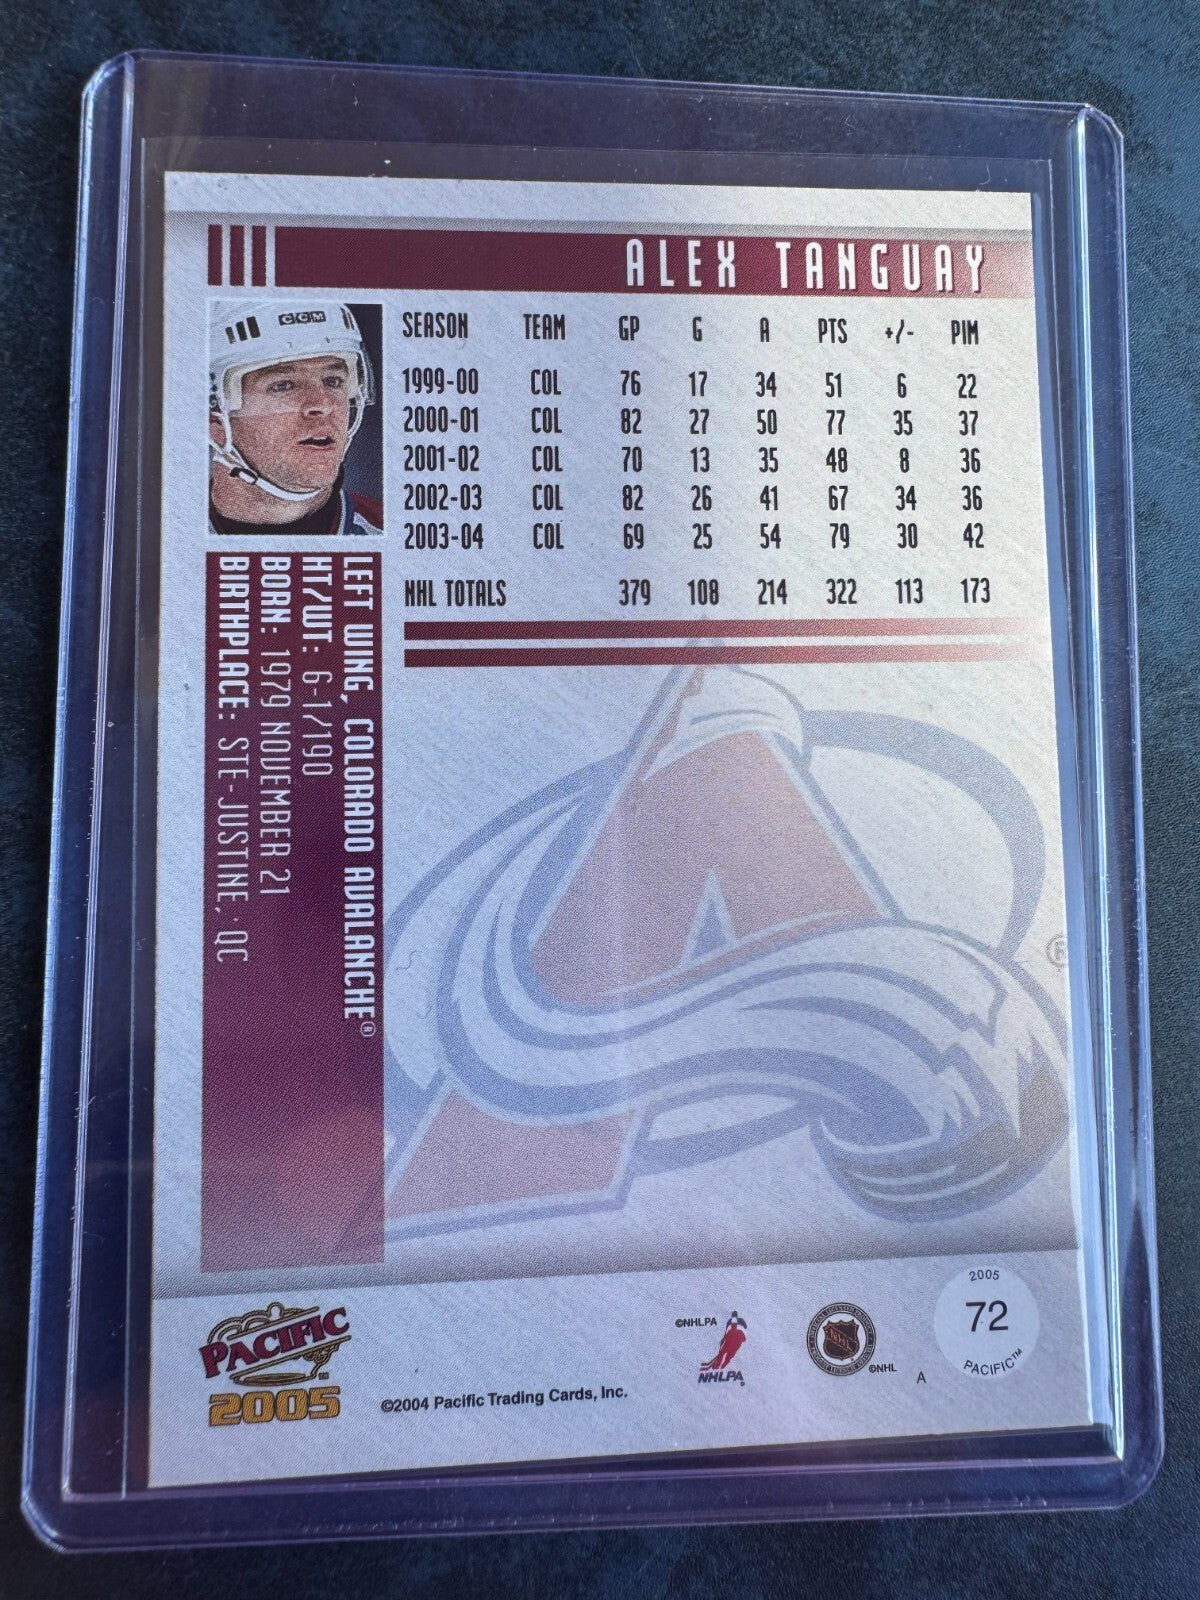 ALEX TANGUAY
CCM
SEASON TEAM GP G A PTS +/- PIM
1999-00 COL 76 17 34 51 6 22
2000-01 COL 82 27 50 77 35 37
2001-02 COL 70 13 35 48 8 36
2002-03 COL 82 26 41 67 34 36
2003-04 COL 69 25 54 79 30 42
NHL TOTALS 379 108 214 322 113 173
LEFT WING, COLORADO AVALANCHE®
HT/WT: 6-1/190
BORN: 1979 NOVEMBER 21
BIRTHPLACE: STE-JUSTINE, QC
®
PACIFIC™
2005
©2004 Pacific Trading Cards, Inc.
©NHLPA
NHLPA
NHL
©NHL
A
2005
72
PACIFIC™